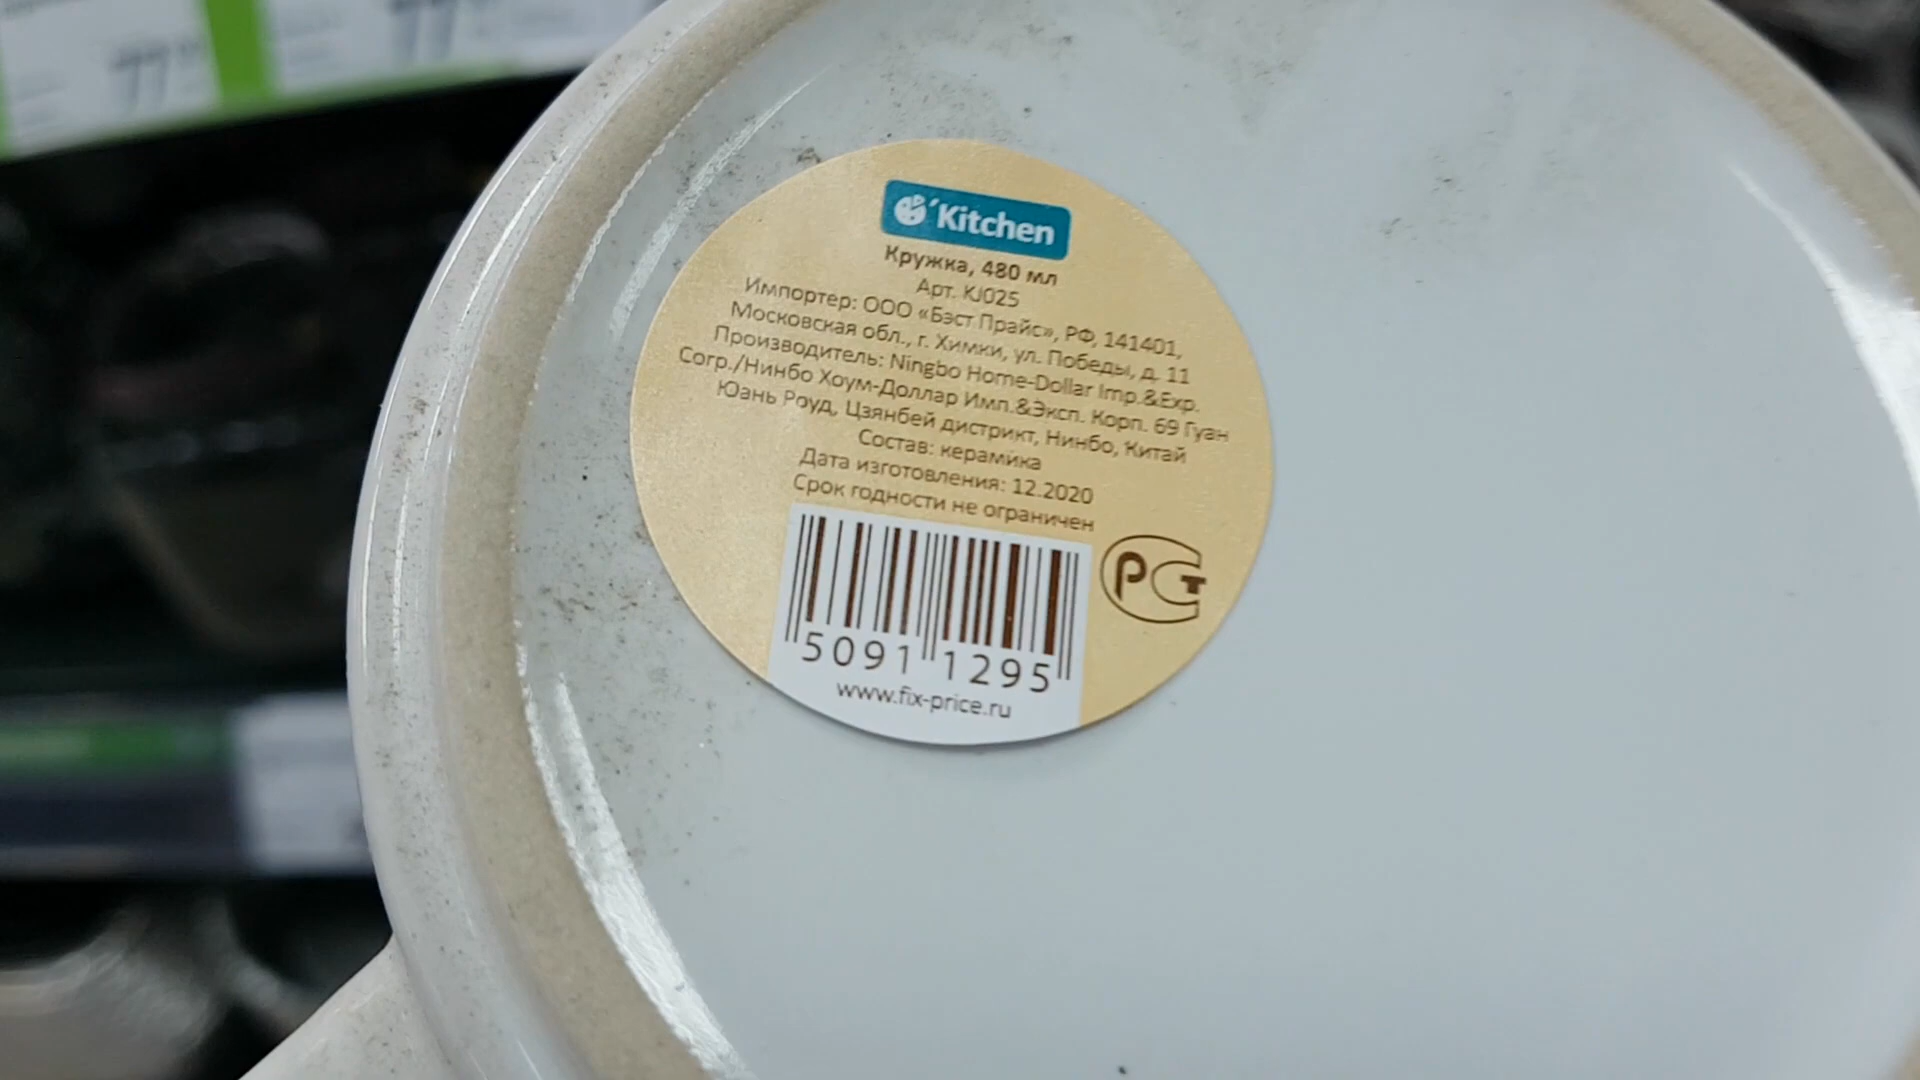 77
77
'Kitchen
Кружка, 480 мл
Арт. KJ025
Импортер: ООО «Бэст Прайс», РФ, 141401,
Московская обл., г. Химки, ул. Победы, д. 11
Производитель: Ningbo Home-Dollar Imp.&Exp.
Corp./Нинбо Хоум-Доллар Имп.&Эксп. Корп. 69 Гуан
Юань Роуд, Цзянбей дистрикт, Нинбо, Китай
Состав: керамика
Дата изготовления: 12.2020
Срок годности не ограничен
РСТ
5091 1295
www.fix-price.ru